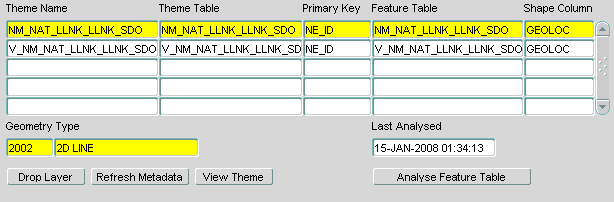 Theme Name Theme Table Primary Key Feature Table Shape Column
NM_NAT_LLNK_LLNK_SDO NM_NAT_LLNK_LLNK_SDO NE_ID NM_NAT_LLNK_LLNK_SDO GEOLOC
V_NM_NAT_LLNK_LLNK_SDO V_NM_NAT_LLNK_LLNK_SDO NE_ID V_NM_NAT_LLNK_LLNK_SDO GEOLOC
Geometry Type Last Analysed
2002 2D LINE 15-JAN-2008 01:34:13
Drop Layer Refresh Metadata View Theme Analyse Feature Table